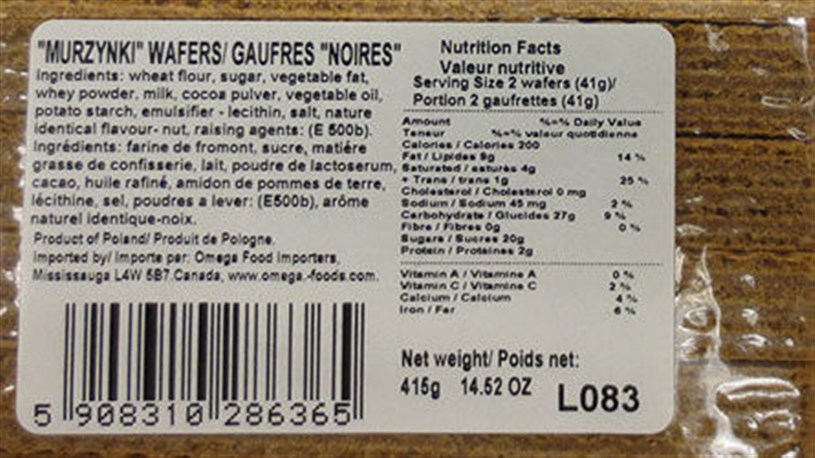 "MURZYNKI" WAFERS/ GAUFRES "NOIRES"
Ingredients: wheat flour, sugar, vegetable fat,
whey powder, milk, cocoa pulver, vegetable oil,
potato starch, emulsifier - lecithin, salt, nature
identical flavour- nut, raising agents: (E 500b).
Ingrédients: farine de fromont, sucre, matiére
grasse de confisserie, lait, poudre de lactoserum,
cacao, huile rafiné, amidon de pommes de terre,
lécithine, sel, poudres a lever: (E500b), arôme
naturel identique-noix.
Product of Poland/ Produit de Pologne.
Imported by/ Importe par: Omega Food Importers,
Mississauga L4W 5B7 Canada, www.omega-foods.com.
5 908310 286365
Nutrition Facts
Valeur nutritive
Serving Size 2 wafers (41g)/
Portion 2 gaufrettes (41g)
Amount %=% Daily Value
Teneur %=% valeur quotidienne
Calories / Calories 200
Fat / Lipides 9g 14 %
Saturated / saturés 4g
+ Trans / trans 1g 25 %
Cholesterol / Cholestérol 0 mg
Sodium / Sodium 45 mg 2 %
Carbohydrate / Glucides 27g 9 %
Fibre / Fibres 0g 0 %
Sugars / Sucres 20g
Protein / Protéines 2g
Vitamin A / Vitamine A 0 %
Vitamin C / Vitamine C 2 %
Calcium / Calcium 4 %
Iron / Fer 6 %
Net weight/ Poids net:
415g 14.52 OZ L083